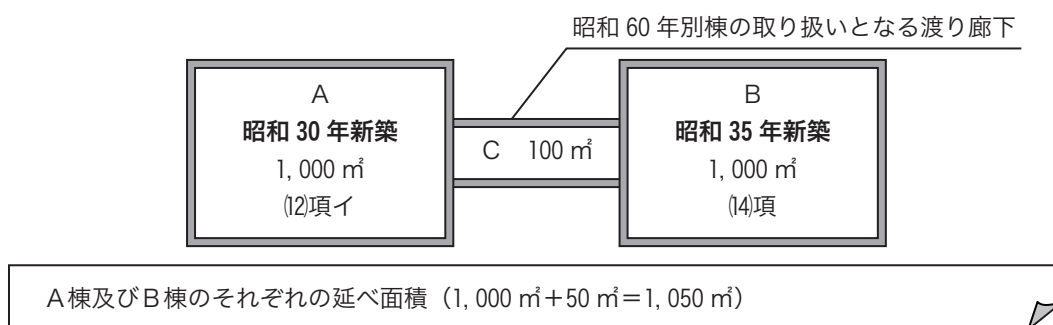 昭和 60 年別棟の取り扱いとなる渡り廊下
A
昭和 30 年新築
1,000 ㎡
⑿項イ
C 100 ㎡
B
昭和 35 年新築
1,000 ㎡
⒁項
A棟及びB棟のそれぞれの延べ面積（1,000 ㎡＋50 ㎡＝1,050 ㎡）